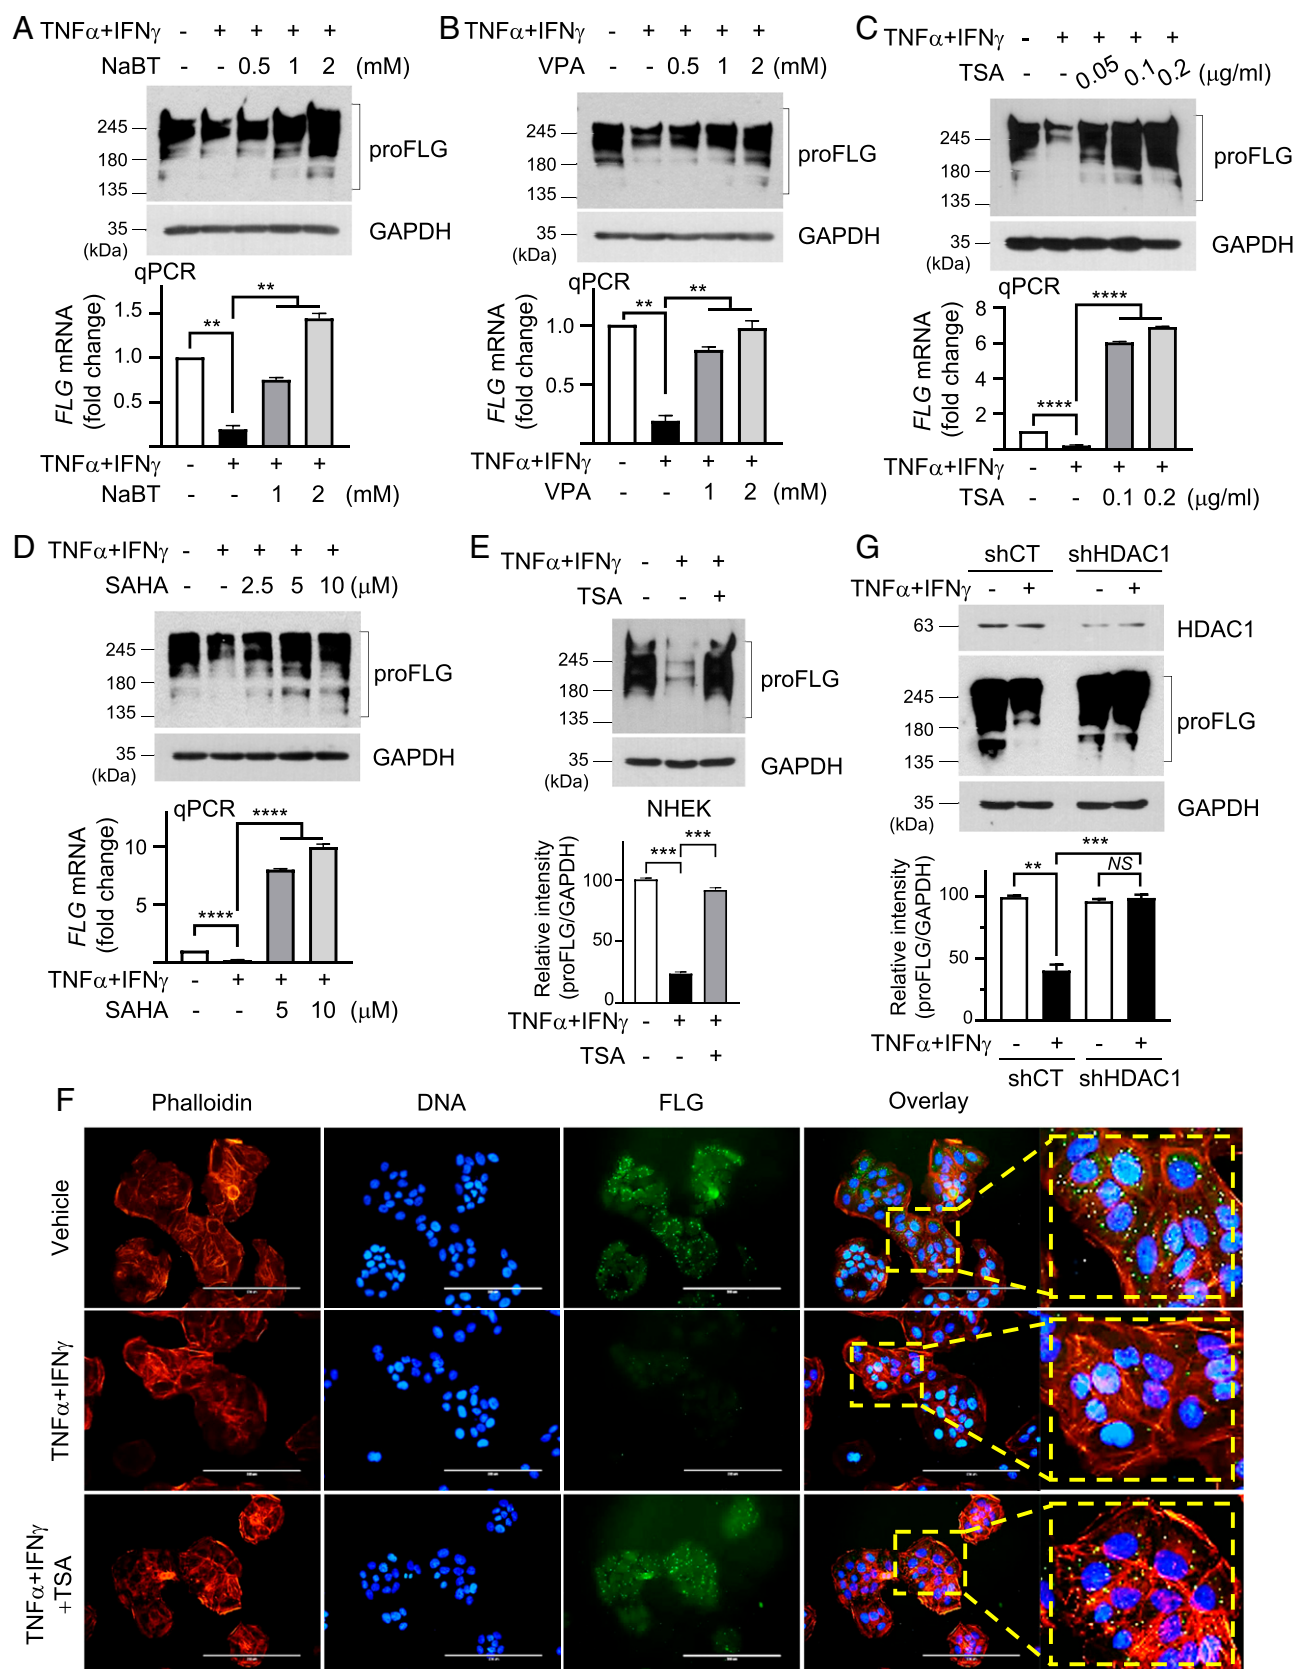 A
TNFα+IFNγ - + + + +
NaBT - - 0.5 1 2 (mM)
245
180
135
proFLG
35
(kDa)
GAPDH
qPCR
**
**
1.5
1.0
0.5
FLG mRNA
(fold change)
TNFα+IFNγ - + + +
NaBT - - 1 2 (mM)
B
TNFα+IFNγ - + + + +
VPA - - 0.5 1 2 (mM)
245
180
135
proFLG
35
(kDa)
GAPDH
qPCR
**
**
1.0
0.5
FLG mRNA
(fold change)
TNFα+IFNγ - + + +
VPA - - 1 2 (mM)
C
TNFα+IFNγ - + + + +
TSA - - 0.05 0.1 0.2 (μg/ml)
245
180
135
proFLG
35
(kDa)
GAPDH
qPCR
****
****
8
6
4
2
FLG mRNA
(fold change)
TNFα+IFNγ - + + +
TSA - - 0.1 0.2 (μg/ml)
D
TNFα+IFNγ - + + + +
SAHA - - 2.5 5 10 (μM)
245
180
135
proFLG
35
(kDa)
GAPDH
qPCR
****
****
10
5
FLG mRNA
(fold change)
TNFα+IFNγ - + + +
SAHA - - 5 10 (μM)
E
TNFα+IFNγ - + +
TSA - - +
245
180
135
proFLG
35
(kDa)
GAPDH
NHEK
***
***
100
50
0
Relative intensity
(proFLG/GAPDH)
TNFα+IFNγ - + +
TSA - - +
G
shCT shHDAC1
TNFα+IFNγ - + - +
63
HDAC1
245
180
135
proFLG
35
(kDa)
GAPDH
***
**
NS
100
50
0
Relative intensity
(proFLG/GAPDH)
TNFα+IFNγ - + - +
shCT shHDAC1
F
Phalloidin DNA FLG Overlay
Vehicle
TNFα+IFNγ
TNFα+IFNγ
+TSA